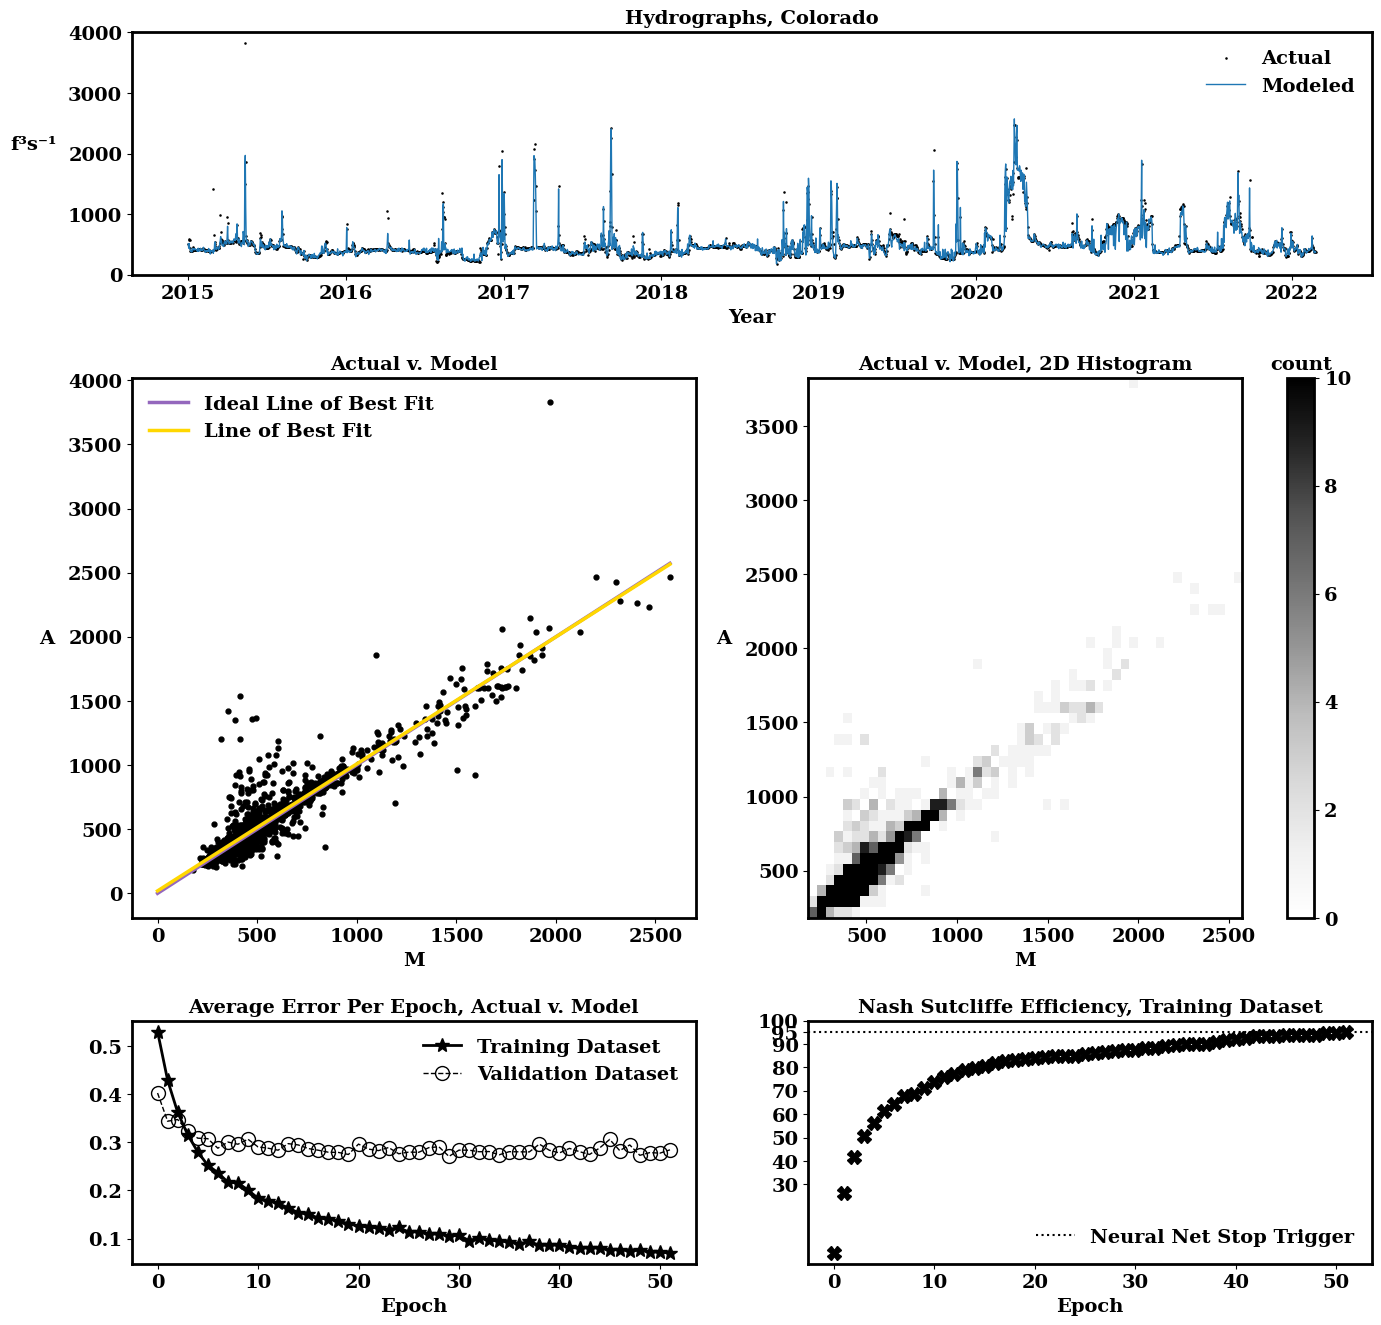 Hydrographs, Colorado
4000
3000
f³s⁻¹
2000
1000
0
Actual
Modeled
2015 2016 2017 2018 2019 2020 2021 2022
Year
Actual v. Model
4000
3500
3000
2500
A
2000
1500
1000
500
0
Ideal Line of Best Fit
Line of Best Fit
0 500 1000 1500 2000 2500
M
Actual v. Model, 2D Histogram
3500
3000
2500
A
2000
1500
1000
500
500 1000 1500 2000 2500
M
count
10
8
6
4
2
0
Average Error Per Epoch, Actual v. Model
0.5
0.4
0.3
0.2
0.1
Training Dataset
Validation Dataset
0 10 20 30 40 50
Epoch
Nash Sutcliffe Efficiency, Training Dataset
100
95
90
80
70
60
50
40
30
Neural Net Stop Trigger
0 10 20 30 40 50
Epoch